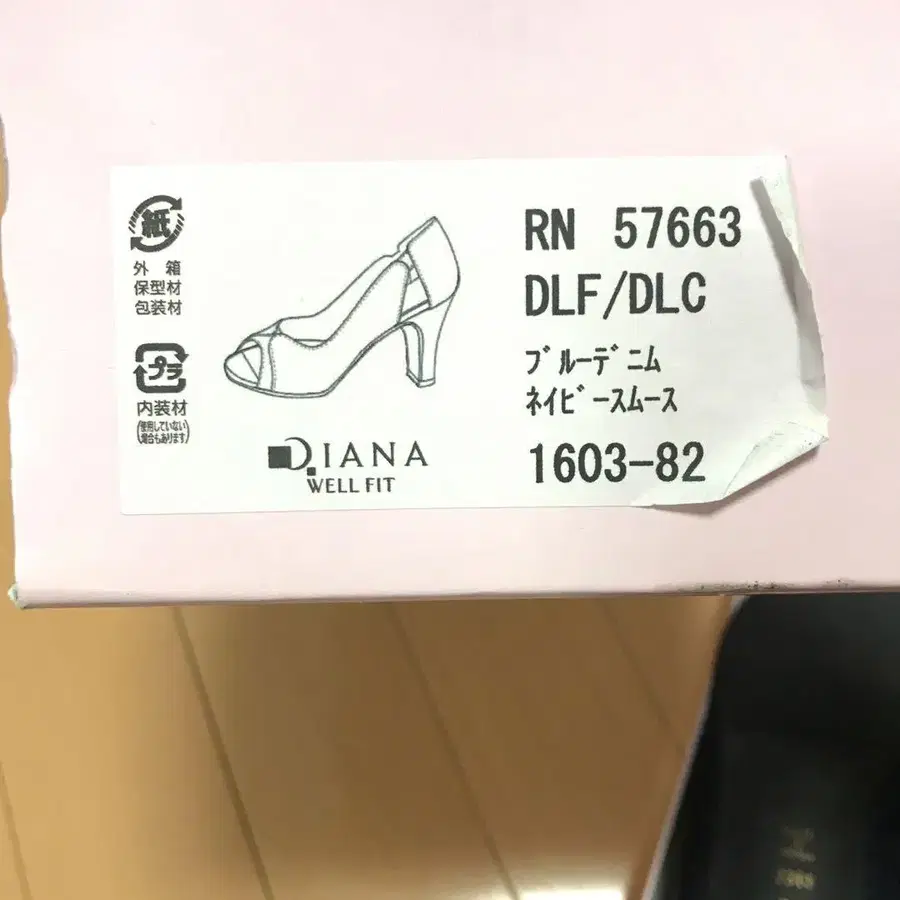 紙
外 箱
保型材
包装材
プラ
内装材
(使用していない
場合もあります)
DIANA
WELL FIT
RN 57663
DLF/DLC
ﾌﾞﾙｰﾃﾞﾆﾑ
ﾈｲﾋﾞｰｽﾑｰｽ
1603-82